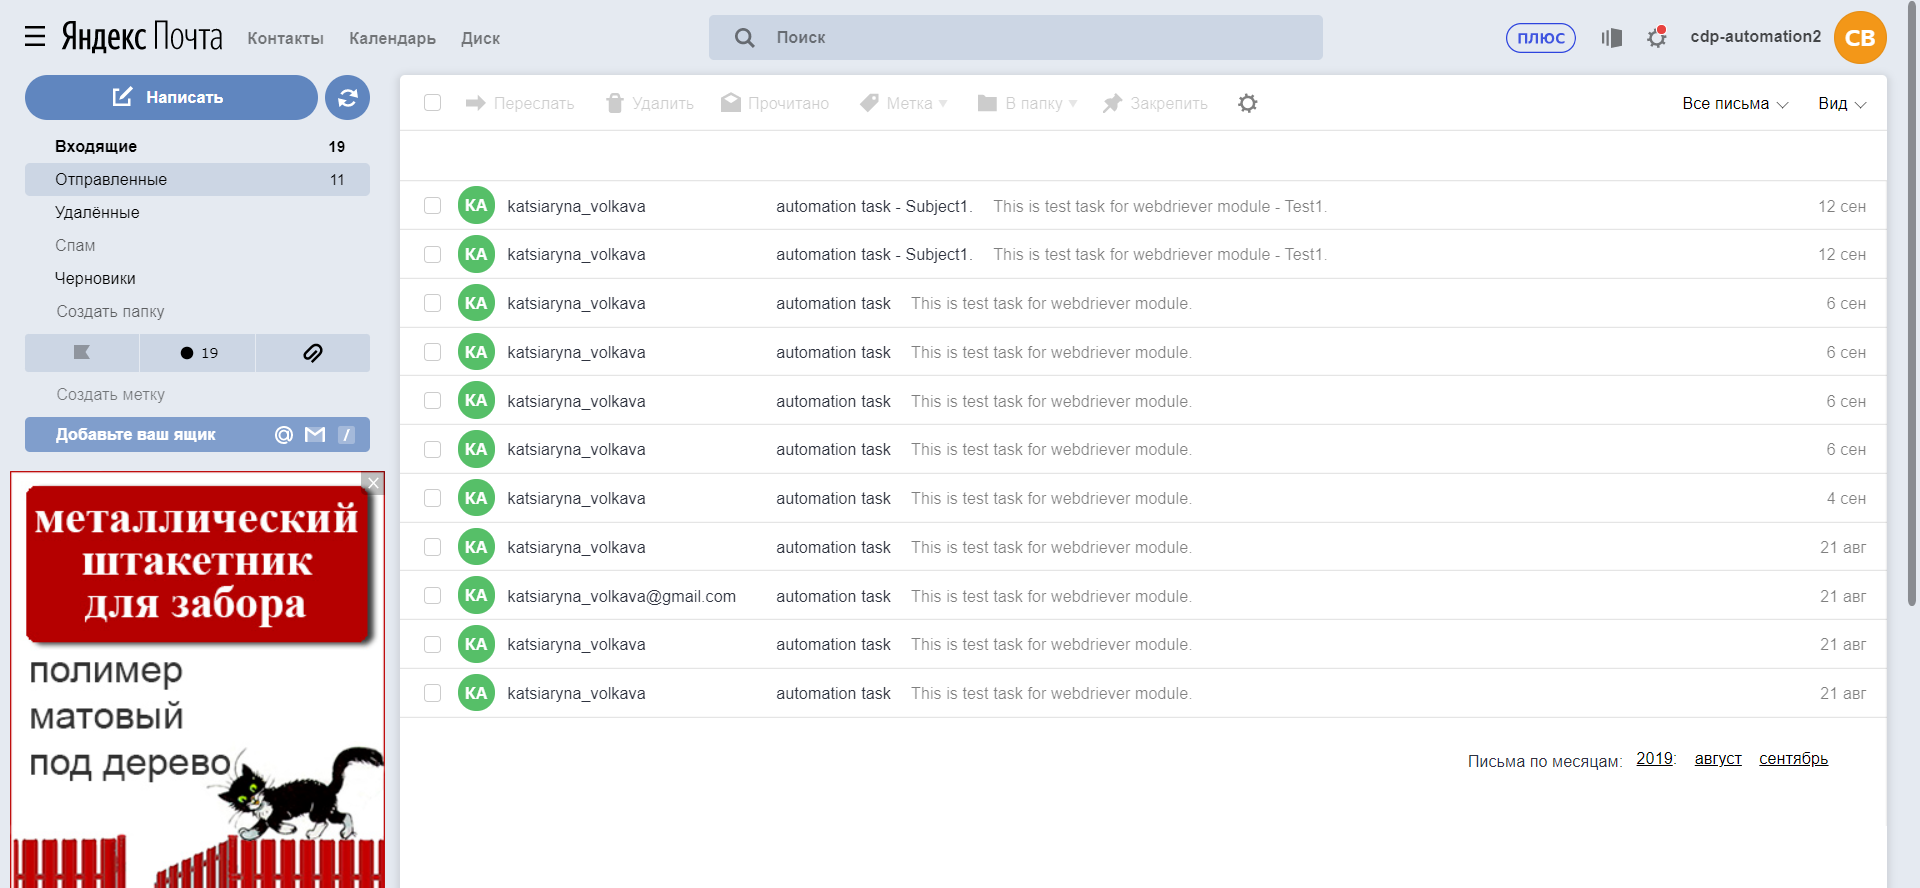 Яндекс Почта Контакты Календарь Диск Поиск ПЛЮС cdp-automation2 СВ
Написать
Входящие 19
Отправленные 11
Удалённые
Спам
Черновики
Создать папку
19
Создать метку
Добавьте ваш ящик @ /
металлический
штакетник
для забора
полимер
матовый
под дерево
Переслать Удалить Прочитано Метка В папку Закрепить Все письма Вид
KA katsiaryna_volkava automation task - Subject1. This is test task for webdriever module - Test1. 12 сен
KA katsiaryna_volkava automation task - Subject1. This is test task for webdriever module - Test1. 12 сен
KA katsiaryna_volkava automation task This is test task for webdriever module. 6 сен
KA katsiaryna_volkava automation task This is test task for webdriever module. 6 сен
KA katsiaryna_volkava automation task This is test task for webdriever module. 6 сен
KA katsiaryna_volkava automation task This is test task for webdriever module. 6 сен
KA katsiaryna_volkava automation task This is test task for webdriever module. 4 сен
KA katsiaryna_volkava automation task This is test task for webdriever module. 21 авг
KA katsiaryna_volkava@gmail.com automation task This is test task for webdriever module. 21 авг
KA katsiaryna_volkava automation task This is test task for webdriever module. 21 авг
KA katsiaryna_volkava automation task This is test task for webdriever module. 21 авг
Письма по месяцам: 2019: август сентябрь